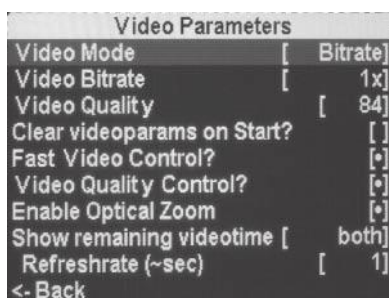 Video Parameters
Video Mode [ Bitrate]
Video Bitrate [ 1x]
Video Quality [ 84]
Clear videoparams on Start? [ ]
Fast Video Control? [•]
Video Quality Control? [•]
Enable Optical Zoom [•]
Show remaining videotime [ both]
Refreshrate (~sec) [ 1]
<- Back